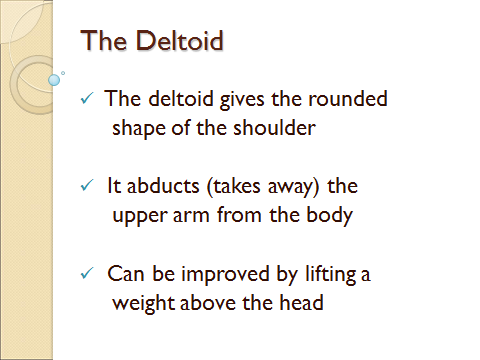 The Deltoid
✓ The deltoid gives the rounded
shape of the shoulder
✓ It abducts (takes away) the
upper arm from the body
✓ Can be improved by lifting a
weight above the head